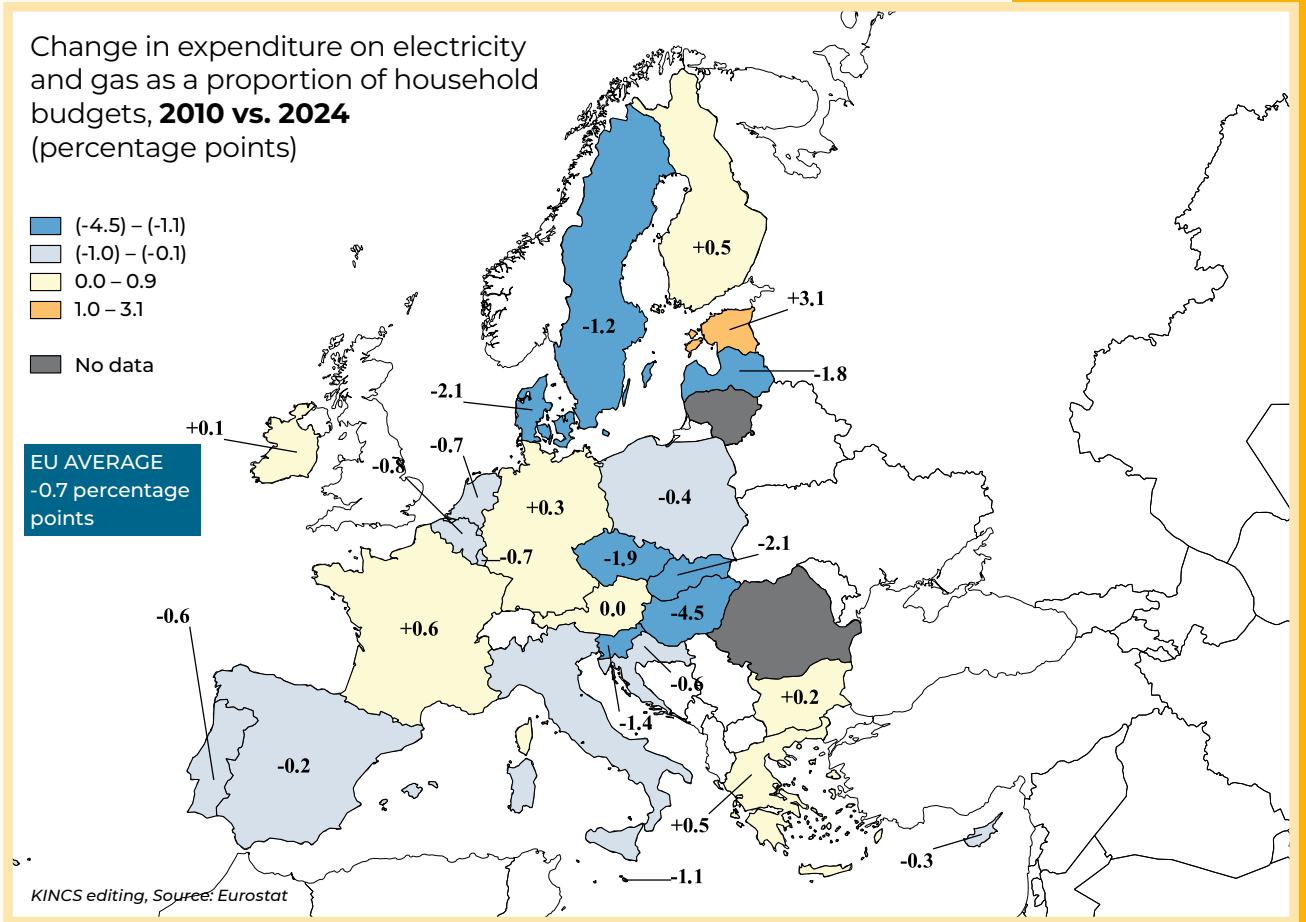 Change in expenditure on electricity
and gas as a proportion of household
budgets, 2010 vs. 2024
(percentage points)
(-4.5) – (-1.1)
(-1.0) – (-0.1)
0.0 – 0.9
1.0 – 3.1
No data
+0.5
+3.1
-1.2
-1.8
-2.1
+0.1
-0.7
-0.8
EU AVERAGE
-0.7 percentage
points
-0.4
+0.3
-2.1
-1.9
-0.7
0.0
-4.5
-0.6
+0.6
-0.6
+0.2
-1.4
-0.2
+0.5
-0.3
-1.1
KINCS editing, Source: Eurostat